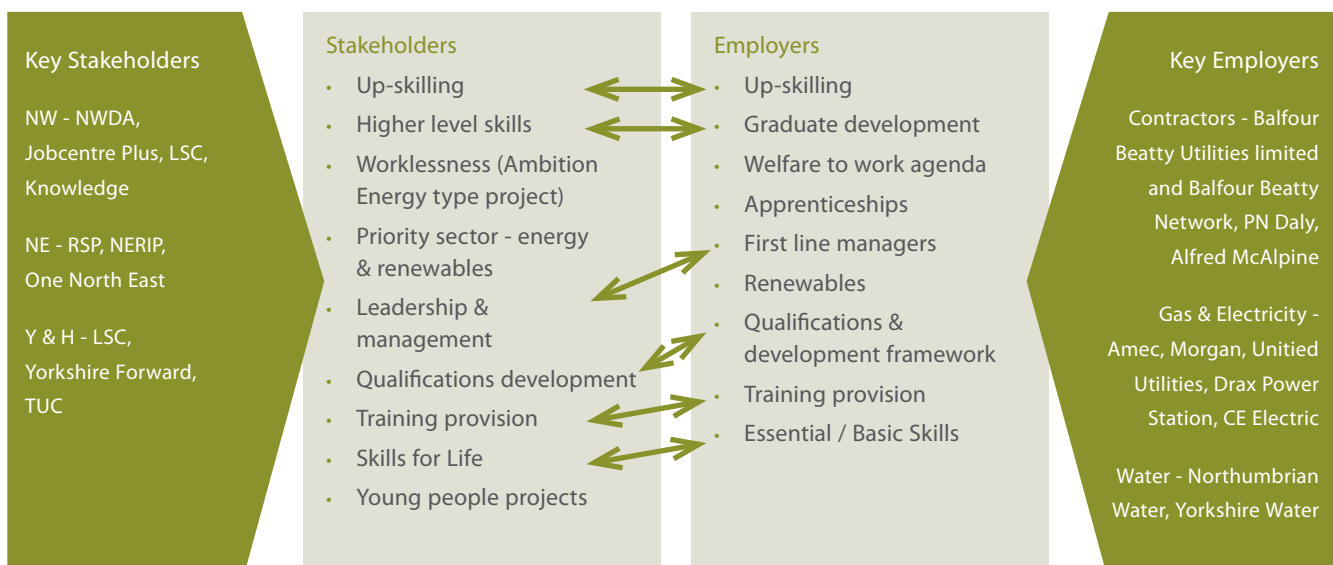 Key Stakeholders
NW - NWDA,
Jobcentre Plus, LSC,
Knowledge
NE - RSP, NERIP,
One North East
Y & H - LSC,
Yorkshire Forward,
TUC
Stakeholders
• Up-skilling
• Higher level skills
• Worklessness (Ambition
Energy type project)
• Priority sector - energy
& renewables
• Leadership &
management
• Qualifications development
• Training provision
• Skills for Life
• Young people projects
Employers
• Up-skilling
• Graduate development
• Welfare to work agenda
• Apprenticeships
• First line managers
• Renewables
• Qualifications &
development framework
• Training provision
• Essential / Basic Skills
Key Employers
Contractors - Balfour
Beatty Utilities limited
and Balfour Beatty
Network, PN Daly,
Alfred McAlpine
Gas & Electricity -
Amec, Morgan, Unitied
Utilities, Drax Power
Station, CE Electric
Water - Northumbrian
Water, Yorkshire Water